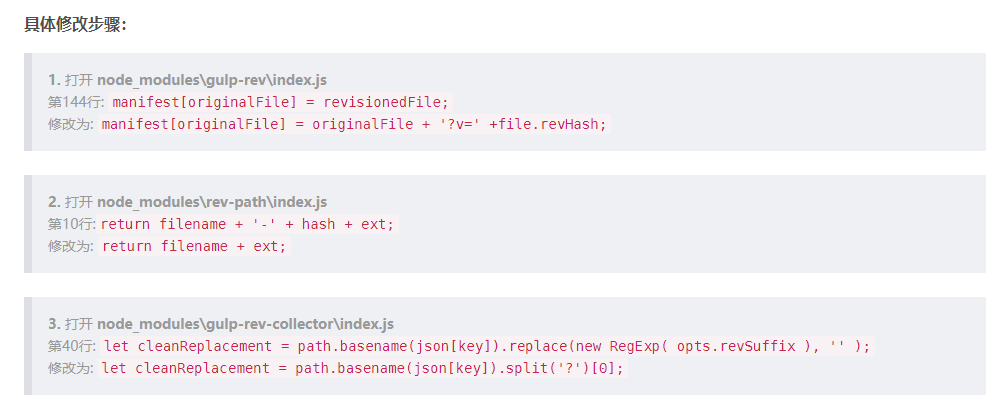 具体修改步骤：
1. 打开 node_modules\gulp-rev\index.js
第144行: manifest[originalFile] = revisionedFile;
修改为: manifest[originalFile] = originalFile + '?v=' +file.revHash;
2. 打开 node_modules\rev-path\index.js
第10行: return filename + '-' + hash + ext;
修改为: return filename + ext;
3. 打开 node_modules\gulp-rev-collector\index.js
第40行: let cleanReplacement = path.basename(json[key]).replace(new RegExp( opts.revSuffix ), '' );
修改为: let cleanReplacement = path.basename(json[key]).split('?')[0];